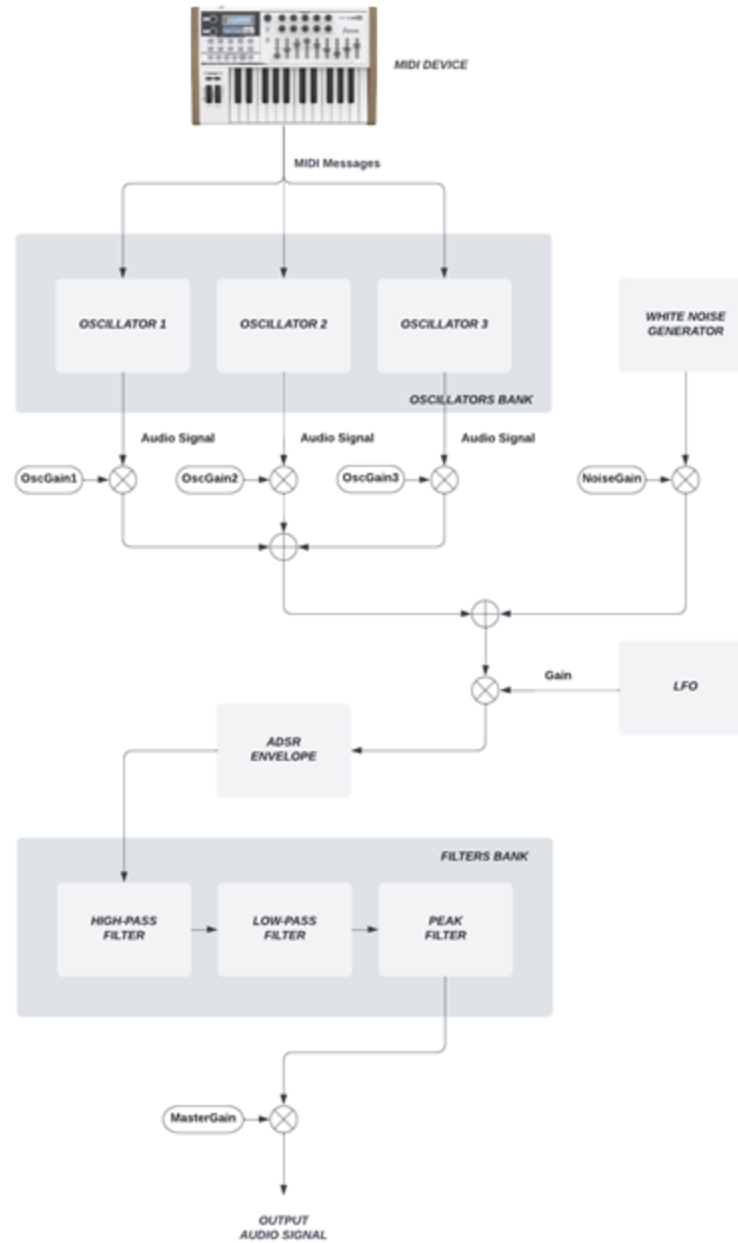 MIDI DEVICE
MIDI Messages
OSCILLATOR 1
OSCILLATOR 2
OSCILLATOR 3
WHITE NOISE
GENERATOR
OSCILLATORS BANK
Audio Signal
Audio Signal
Audio Signal
OscGain1
OscGain2
OscGain3
NoiseGain
Gain
LFO
ADSR
ENVELOPE
FILTERS BANK
HIGH-PASS
FILTER
LOW-PASS
FILTER
PEAK
FILTER
MasterGain
OUTPUT
AUDIO SIGNAL